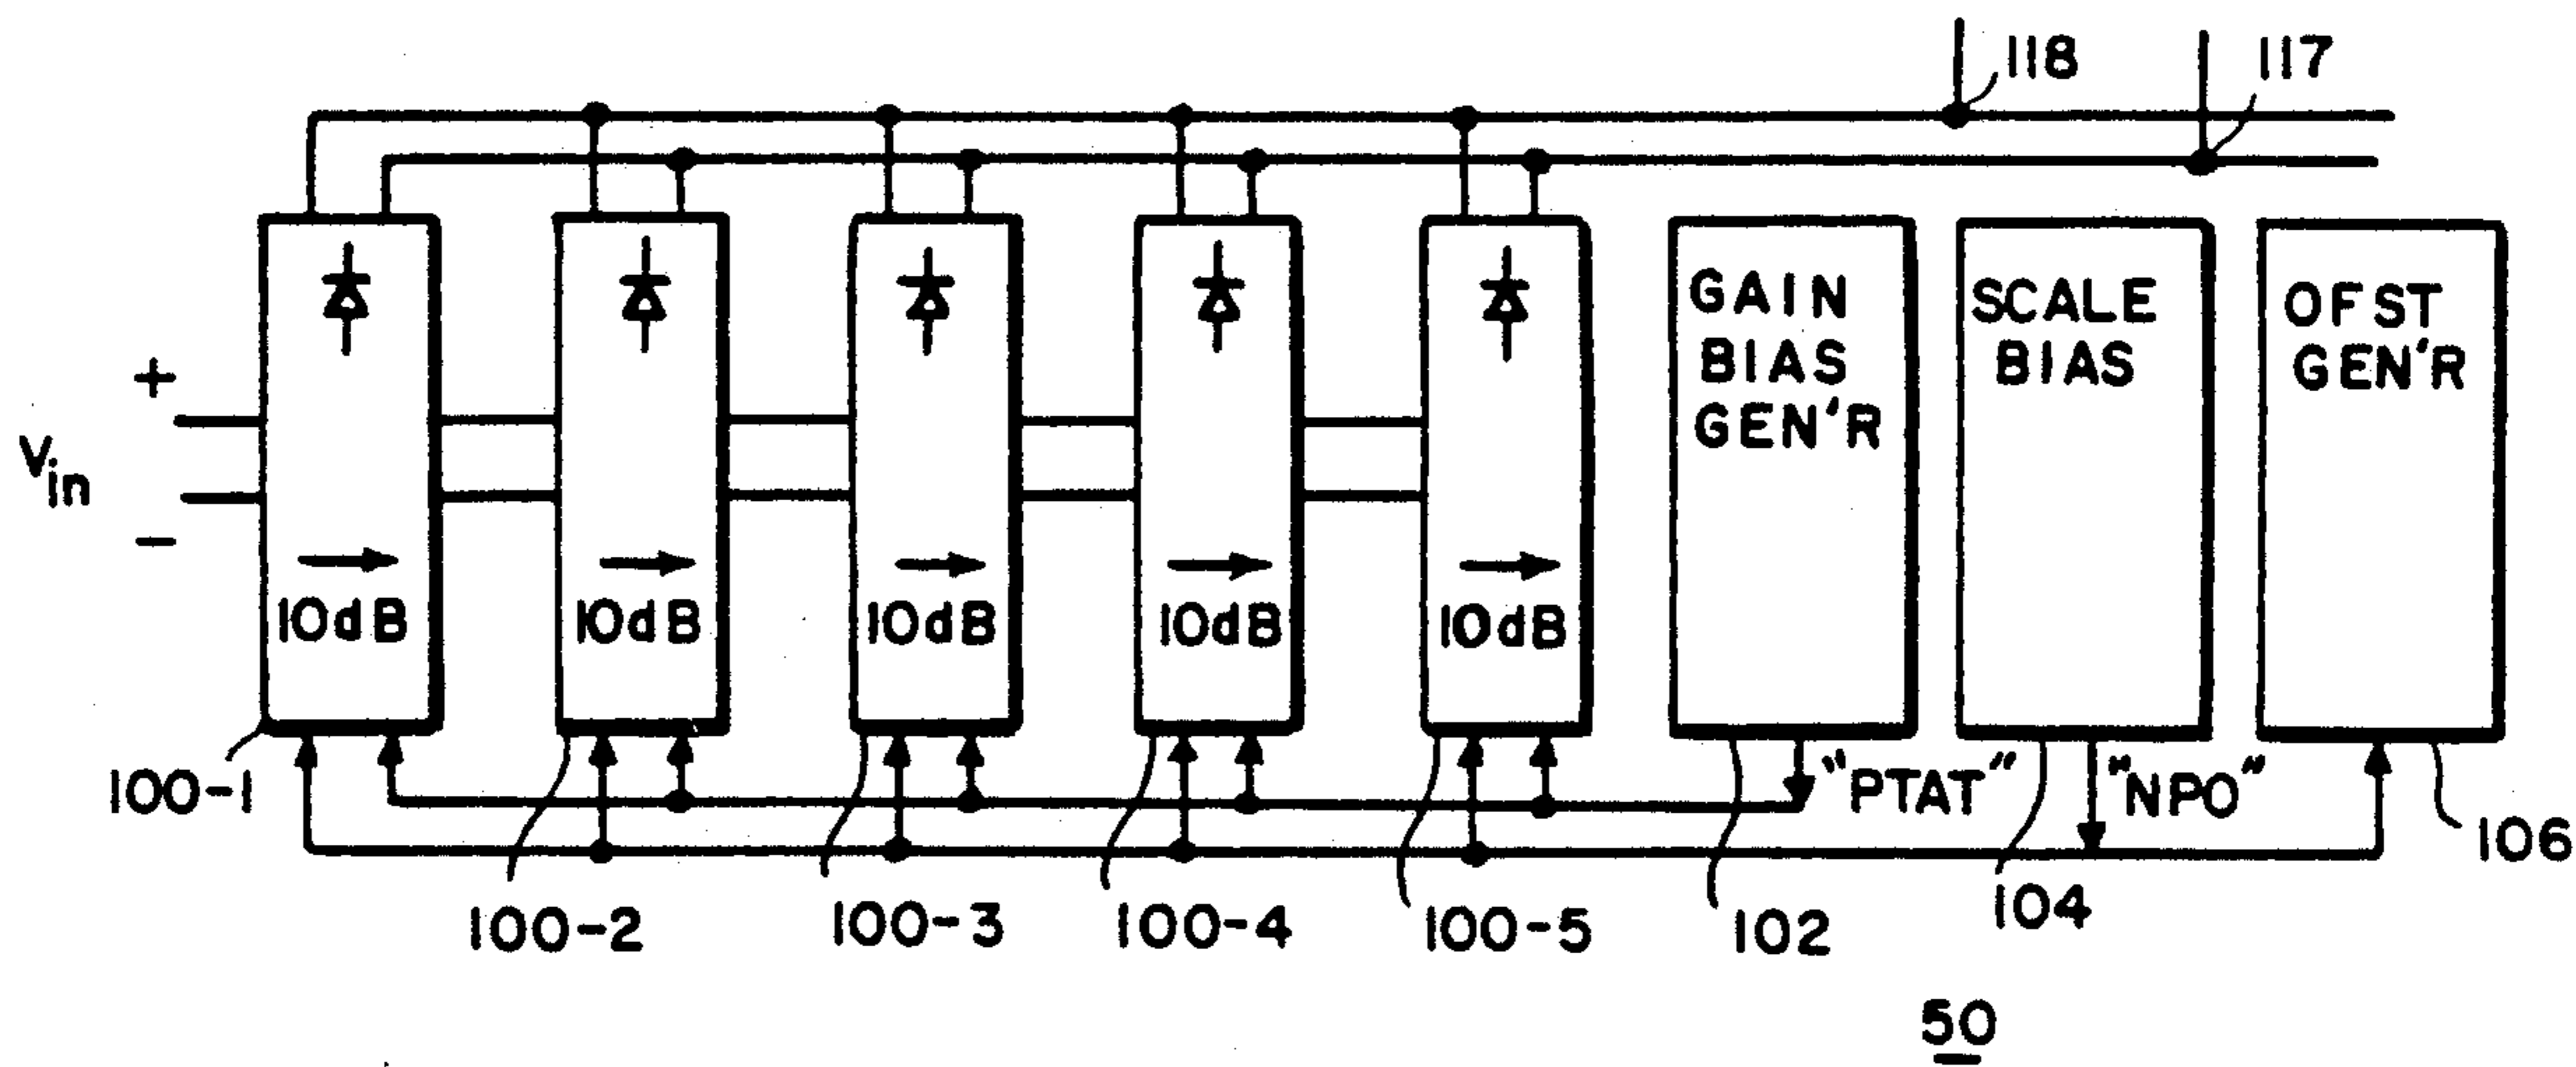 118
117
+
Vin
−
10dB
10dB
10dB
10dB
10dB
GAIN
BIAS
GEN'R
SCALE
BIAS
OFST
GEN'R
"PTAT"
"NPO"
100-1
100-2
100-3
100-4
100-5
102
104
106
50